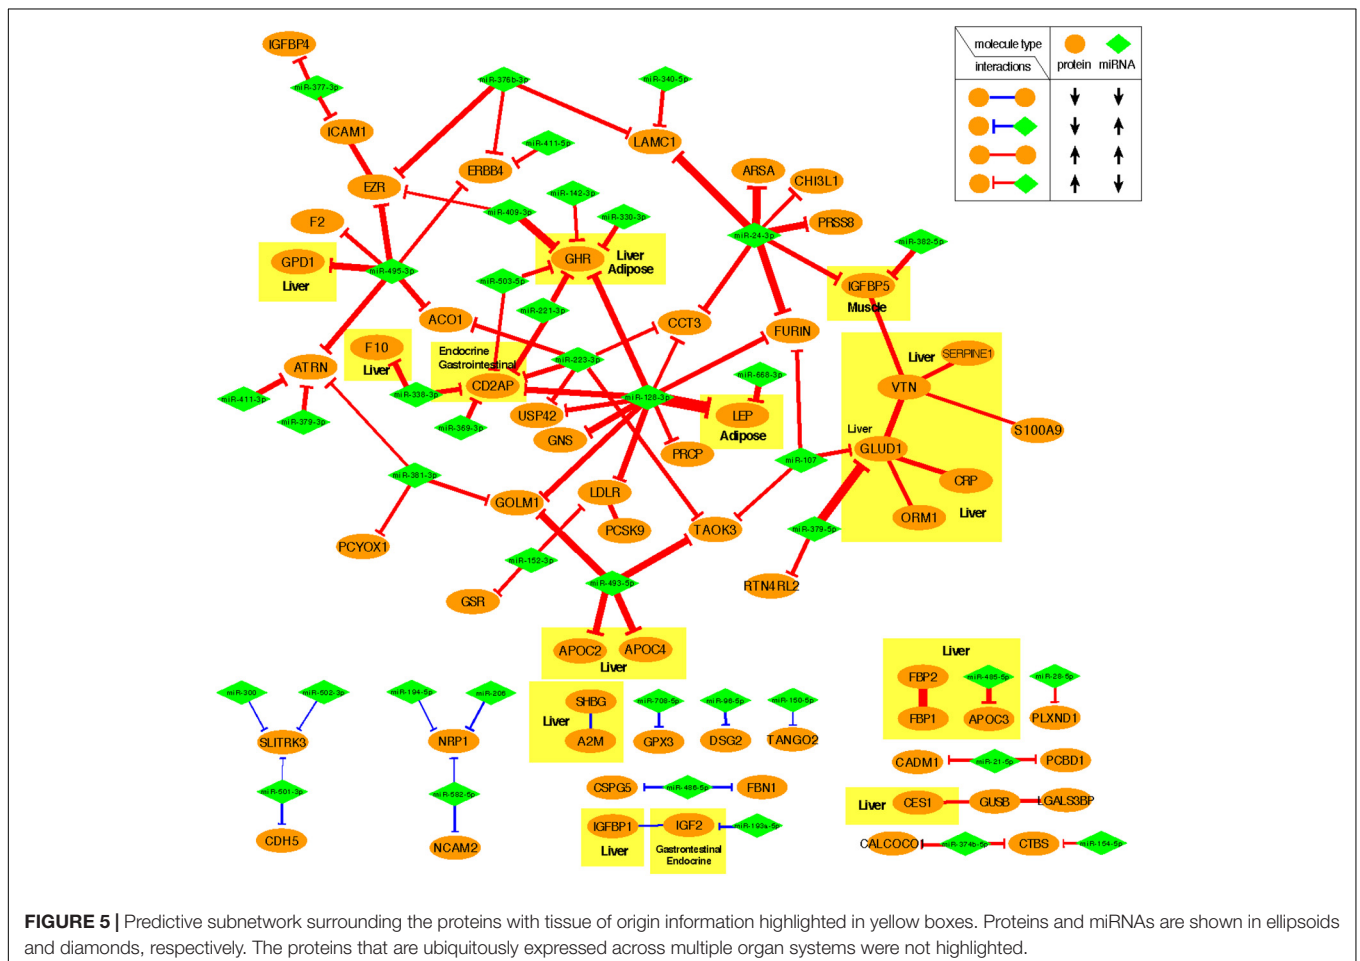 IGFBP4
miR-377-3p
ICAM1
miR-376b-3p
miR-340-5p
LAMC1
EZR
ERBB4
miR-411-5p
miR-409-3p
miR-142-3p
miR-330-3p
ARSA
CHI3L1
PRSS8
miR-24-3p
miR-382-5p
molecule type
interactions
protein
miRNA
F2
GPD1
Liver
miR-495-3p
GHR
Liver
Adipose
miR-503-5p
miR-221-3p
IGFBP5
Muscle
ACO1
CCT3
FURIN
F10
Liver
Endocrine
Gastrointestinal
CD2AP
miR-223-3p
ATRN
miR-411-3p
miR-379-3p
miR-338-3p
miR-369-3p
USP42
GNS
miR-128-3p
miR-668-3p
LEP
Adipose
PRCP
Liver
SERPINE1
VTN
S100A9
Liver
GLUD1
CRP
ORM1
Liver
miR-107
miR-381-3p
GOLM1
LDLR
PCSK9
TAOK3
miR-379-5p
RTN4RL2
PCYOX1
miR-152-3p
GSR
miR-493-5p
APOC2
APOC4
Liver
miR-300
miR-502-3p
SLITRK3
miR-501-3p
CDH5
miR-194-5p
miR-206
NRP1
miR-582-5p
NCAM2
SHBG
Liver
A2M
miR-708-5p
GPX3
miR-96-5p
DSG2
miR-150-5p
TANGO2
CSPG5
miR-488-5p
FBN1
IGFBP1
Liver
IGF2
Gastrontestinal
Endocrine
miR-193a-5p
Liver
FBP2
FBP1
miR-485-5p
APOC3
miR-28-5p
PLXND1
CADM1
miR-21-5p
PCBD1
Liver
CES1
GUSB
LGALS3BP
CALCOCO1
miR-374b-5p
CTBS
miR-154-5p
FIGURE 5 | Predictive subnetwork surrounding the proteins with tissue of origin information highlighted in yellow boxes. Proteins and miRNAs are shown in ellipsoids
and diamonds, respectively. The proteins that are ubiquitously expressed across multiple organ systems were not highlighted.